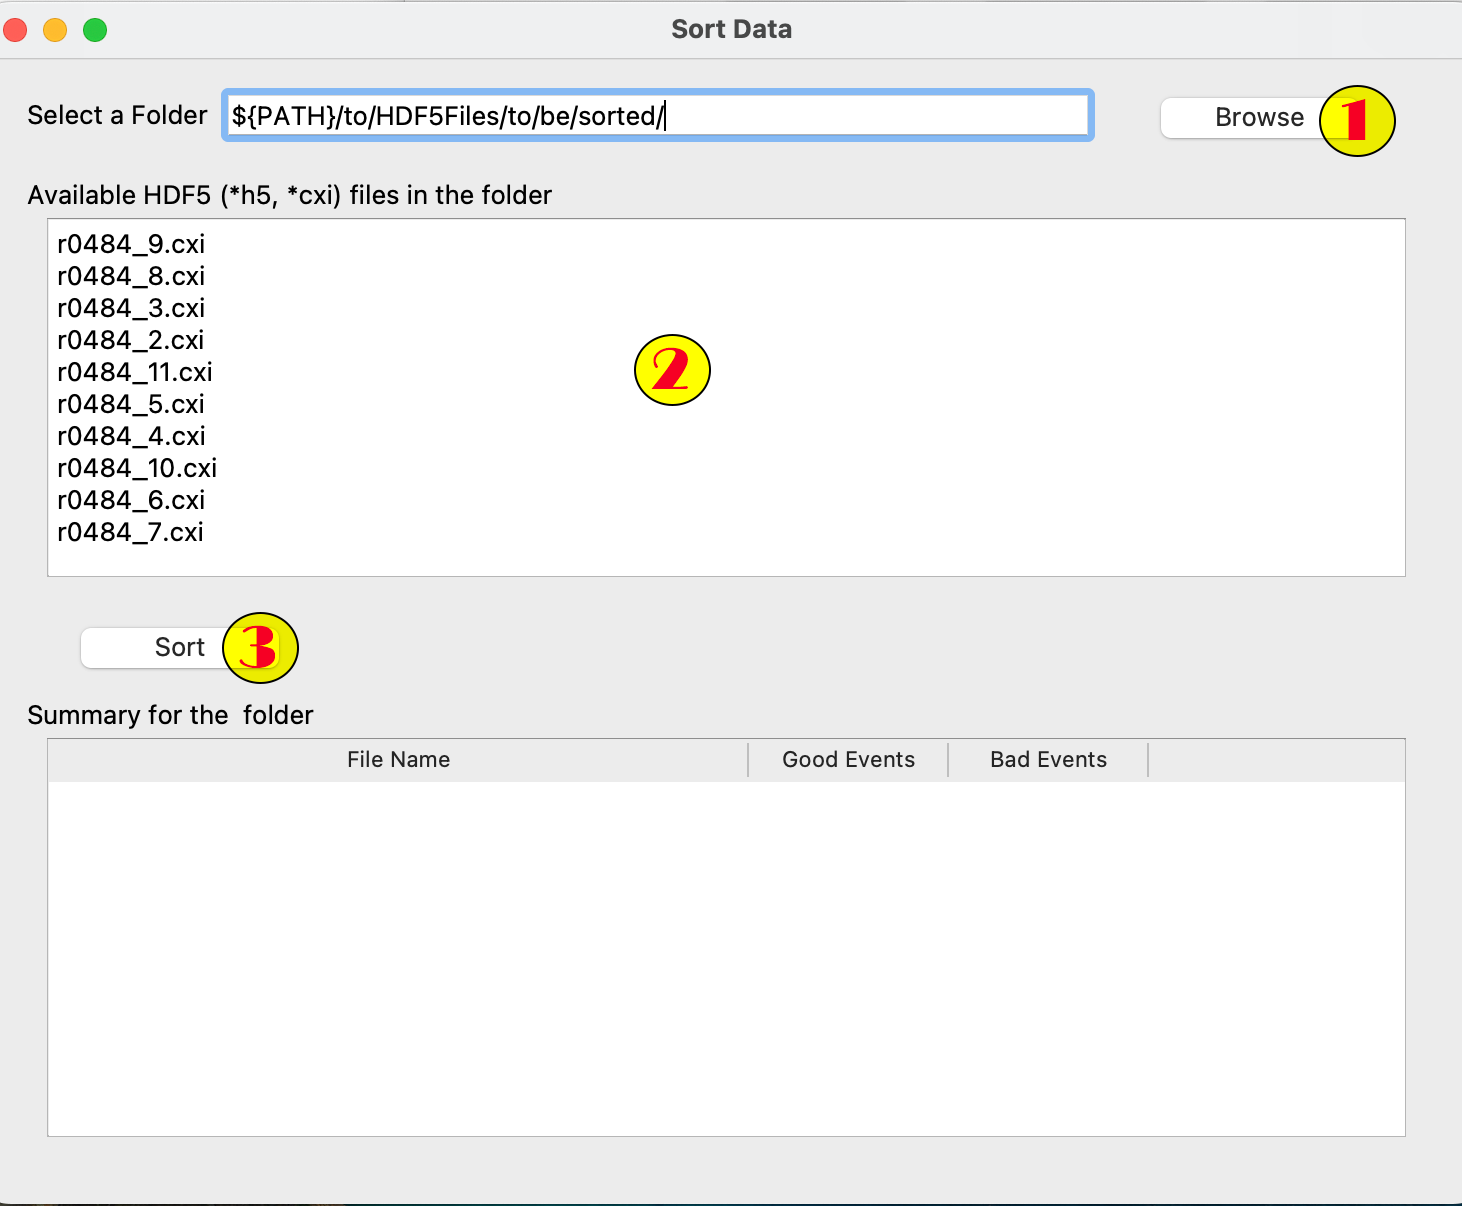 Sort Data
Select a Folder ${PATH}/to/HDF5Files/to/be/sorted/ Browse 1
Available HDF5 (*h5, *cxi) files in the folder
r0484_9.cxi
r0484_8.cxi
r0484_3.cxi
r0484_2.cxi
2
r0484_11.cxi
r0484_5.cxi
r0484_4.cxi
r0484_10.cxi
r0484_6.cxi
r0484_7.cxi
Sort 3
Summary for the  folder
File Name Good Events Bad Events